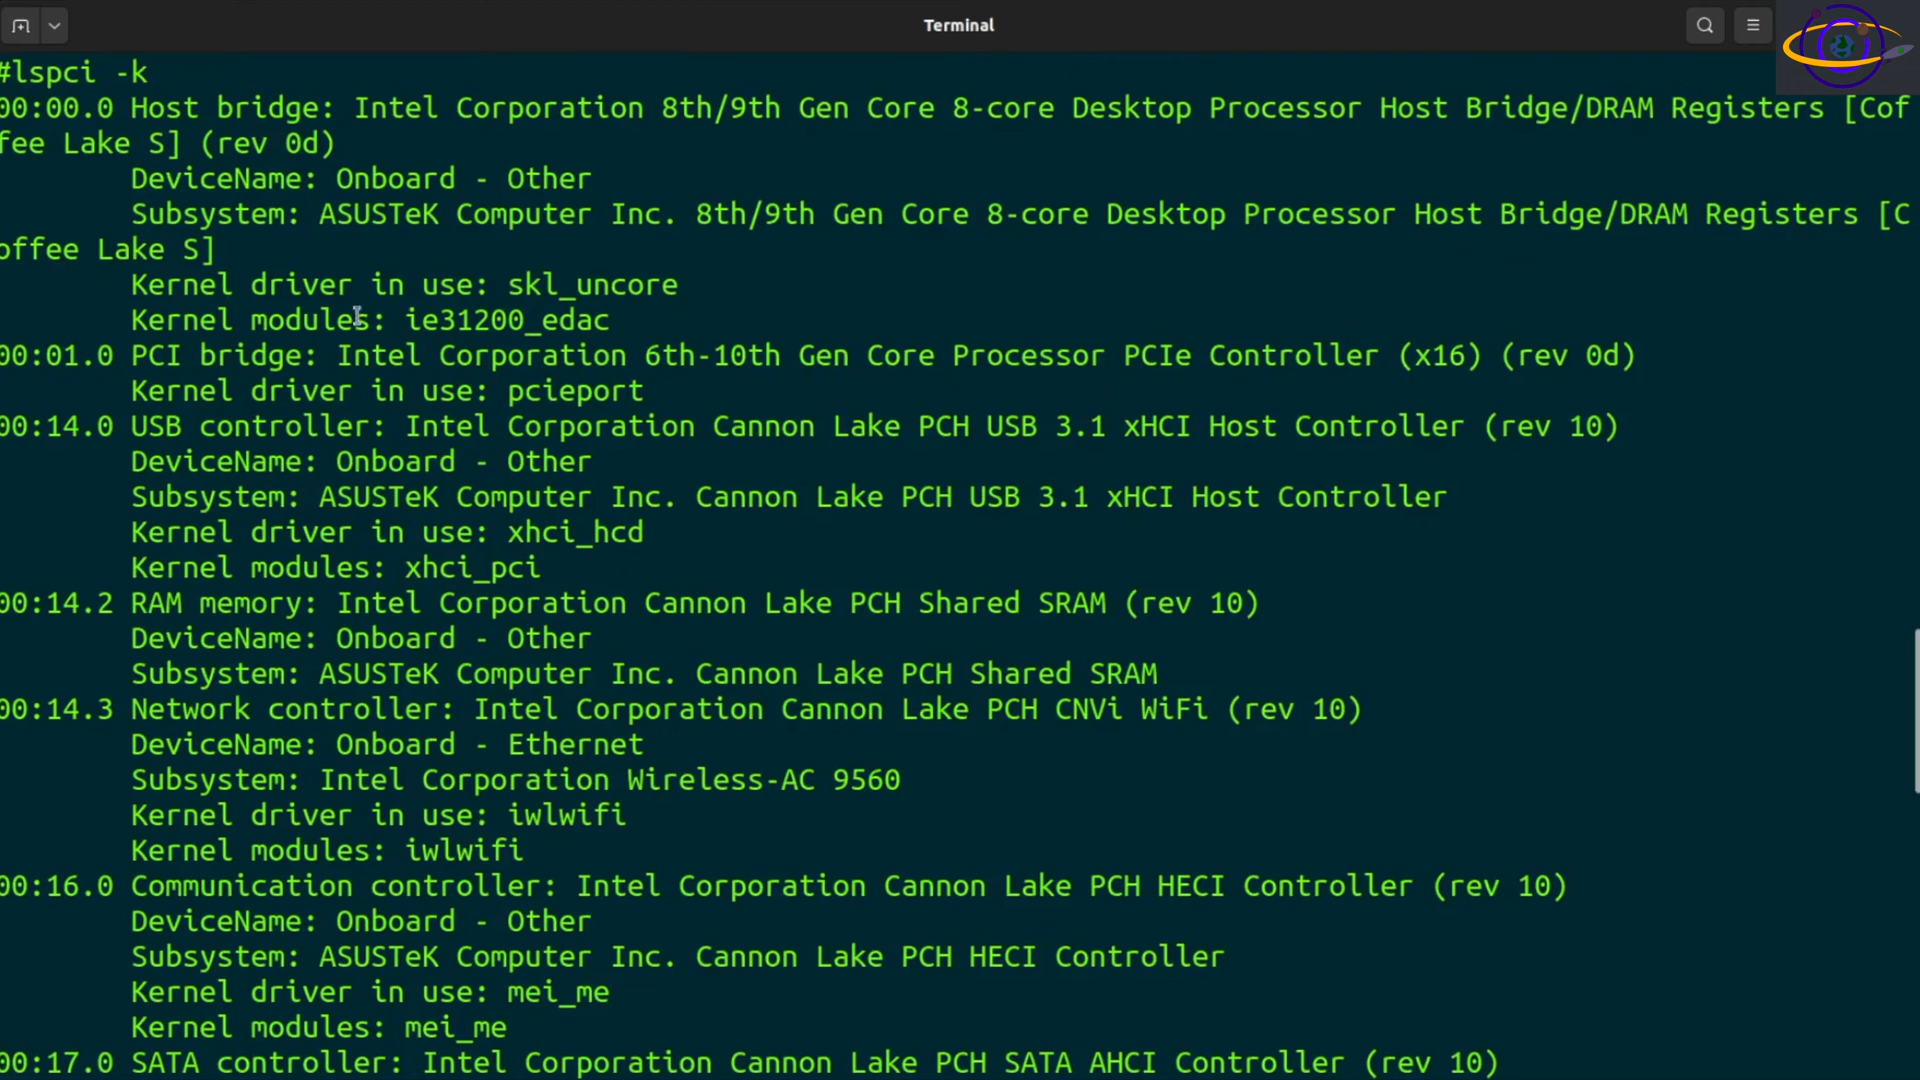 Terminal
#lspci -k
00:00.0 Host bridge: Intel Corporation 8th/9th Gen Core 8-core Desktop Processor Host Bridge/DRAM Registers [Cof
fee Lake S] (rev 0d)
DeviceName: Onboard - Other
Subsystem: ASUSTeK Computer Inc. 8th/9th Gen Core 8-core Desktop Processor Host Bridge/DRAM Registers [C
offee Lake S]
Kernel driver in use: skl_uncore
Kernel modules: ie31200_edac
00:01.0 PCI bridge: Intel Corporation 6th-10th Gen Core Processor PCIe Controller (x16) (rev 0d)
Kernel driver in use: pcieport
00:14.0 USB controller: Intel Corporation Cannon Lake PCH USB 3.1 xHCI Host Controller (rev 10)
DeviceName: Onboard - Other
Subsystem: ASUSTeK Computer Inc. Cannon Lake PCH USB 3.1 xHCI Host Controller
Kernel driver in use: xhci_hcd
Kernel modules: xhci_pci
00:14.2 RAM memory: Intel Corporation Cannon Lake PCH Shared SRAM (rev 10)
DeviceName: Onboard - Other
Subsystem: ASUSTeK Computer Inc. Cannon Lake PCH Shared SRAM
00:14.3 Network controller: Intel Corporation Cannon Lake PCH CNVi WiFi (rev 10)
DeviceName: Onboard - Ethernet
Subsystem: Intel Corporation Wireless-AC 9560
Kernel driver in use: iwlwifi
Kernel modules: iwlwifi
00:16.0 Communication controller: Intel Corporation Cannon Lake PCH HECI Controller (rev 10)
DeviceName: Onboard - Other
Subsystem: ASUSTeK Computer Inc. Cannon Lake PCH HECI Controller
Kernel driver in use: mei_me
Kernel modules: mei_me
00:17.0 SATA controller: Intel Corporation Cannon Lake PCH SATA AHCI Controller (rev 10)